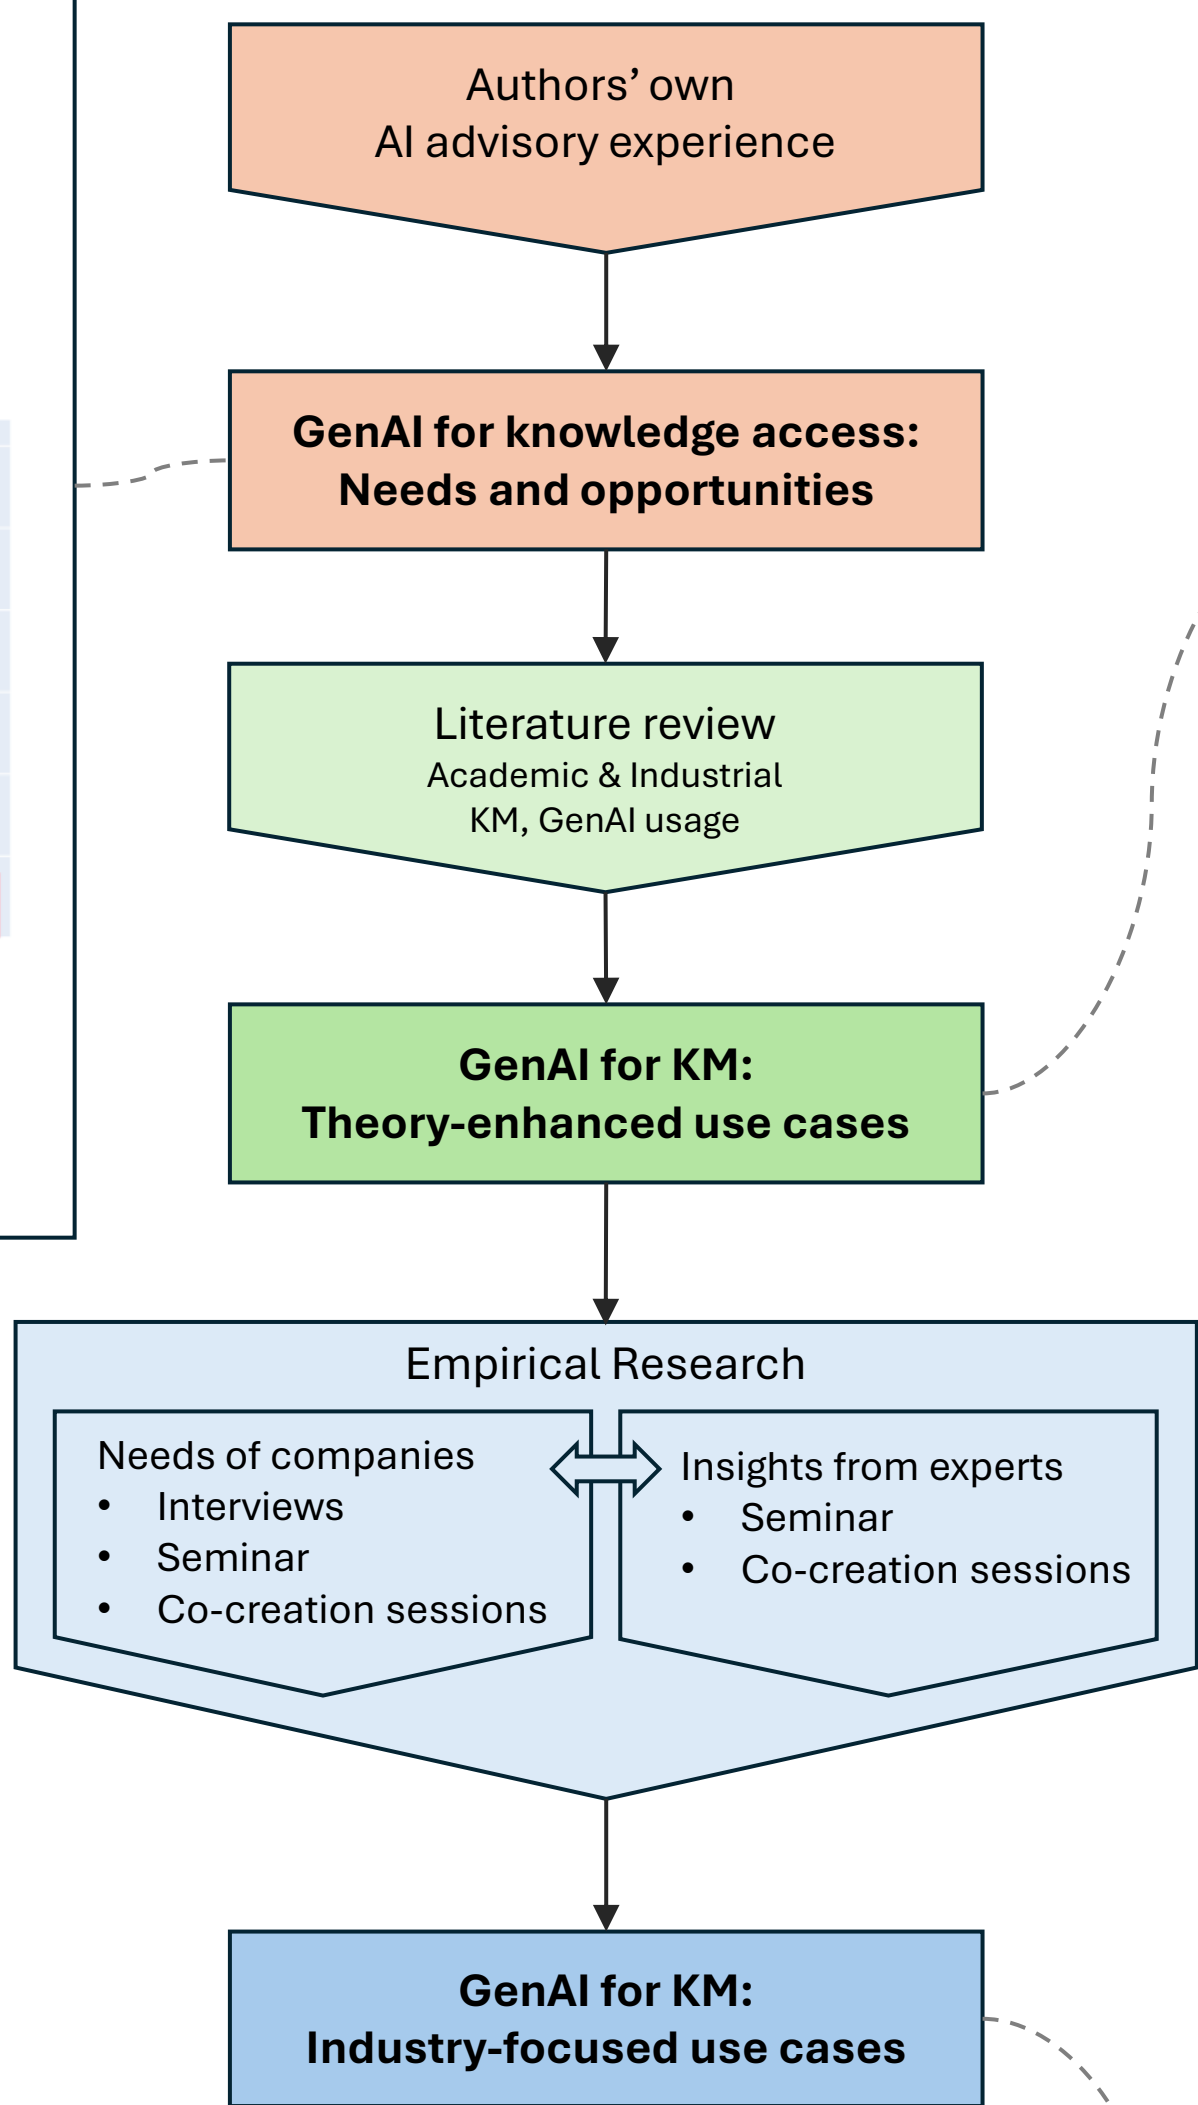 Authors’ own
AI advisory experience
GenAI for knowledge access:
Needs and opportunities
Literature review
Academic & Industrial
KM, GenAI usage
GenAI for KM:
Theory-enhanced use cases
Empirical Research
Needs of companies
• Interviews
• Seminar
• Co-creation sessions
Insights from experts
• Seminar
• Co-creation sessions
GenAI for KM:
Industry-focused use cases